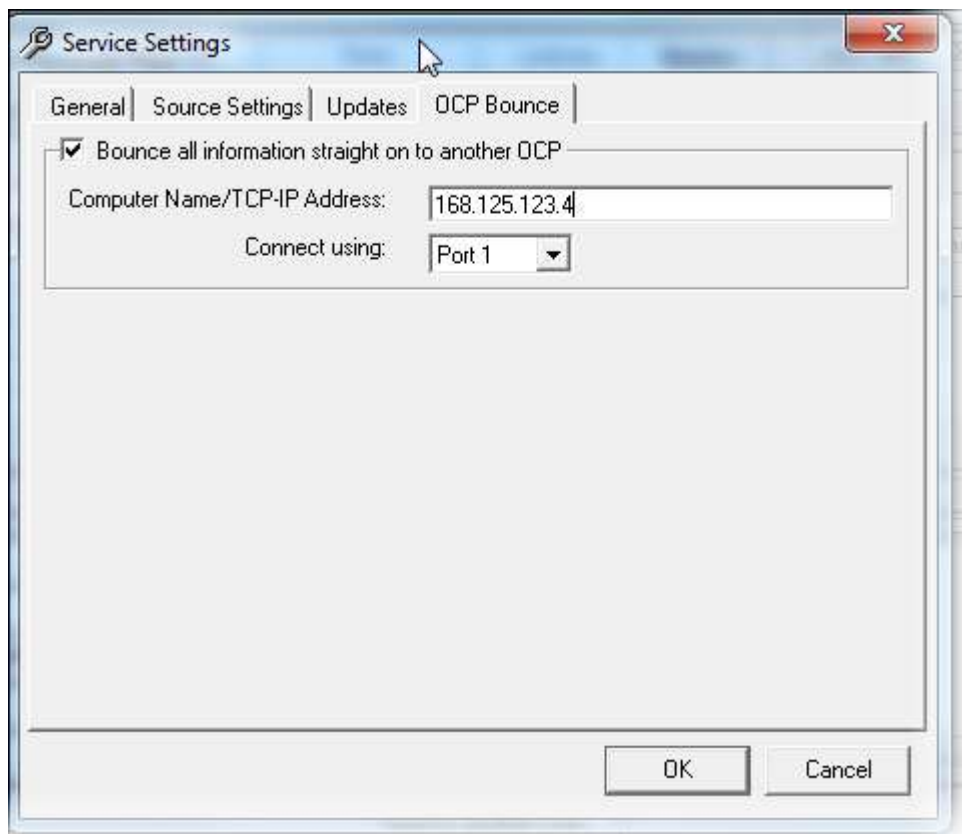 Service Settings
General Source Settings Updates OCP Bounce
Bounce all information straight on to another OCP
Computer Name/TCP-IP Address: 168.125.123.4
Connect using: Port 1
OK Cancel